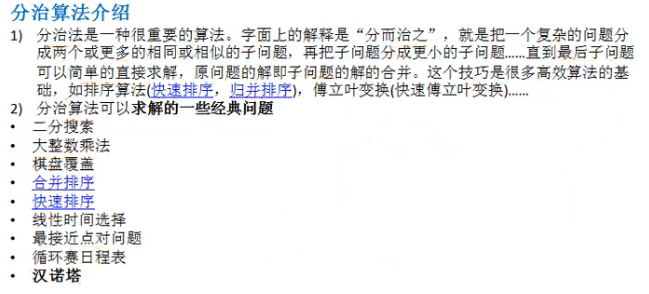 分治算法介绍
1) 分治法是一种很重要的算法。字面上的解释是“分而治之”，就是把一个复杂的问题分
成两个或更多的相同或相似的子问题，再把子问题分成更小的子问题……直到最后子问题
可以简单的直接求解，原问题的解即子问题的解的合并。这个技巧是很多高效算法的基
础，如排序算法(快速排序，归并排序)，傅立叶变换(快速傅立叶变换)……
2) 分治算法可以求解的一些经典问题
• 二分搜索
• 大整数乘法
• 棋盘覆盖
• 合并排序
• 快速排序
• 线性时间选择
• 最接近点对问题
• 循环赛日程表
• 汉诺塔